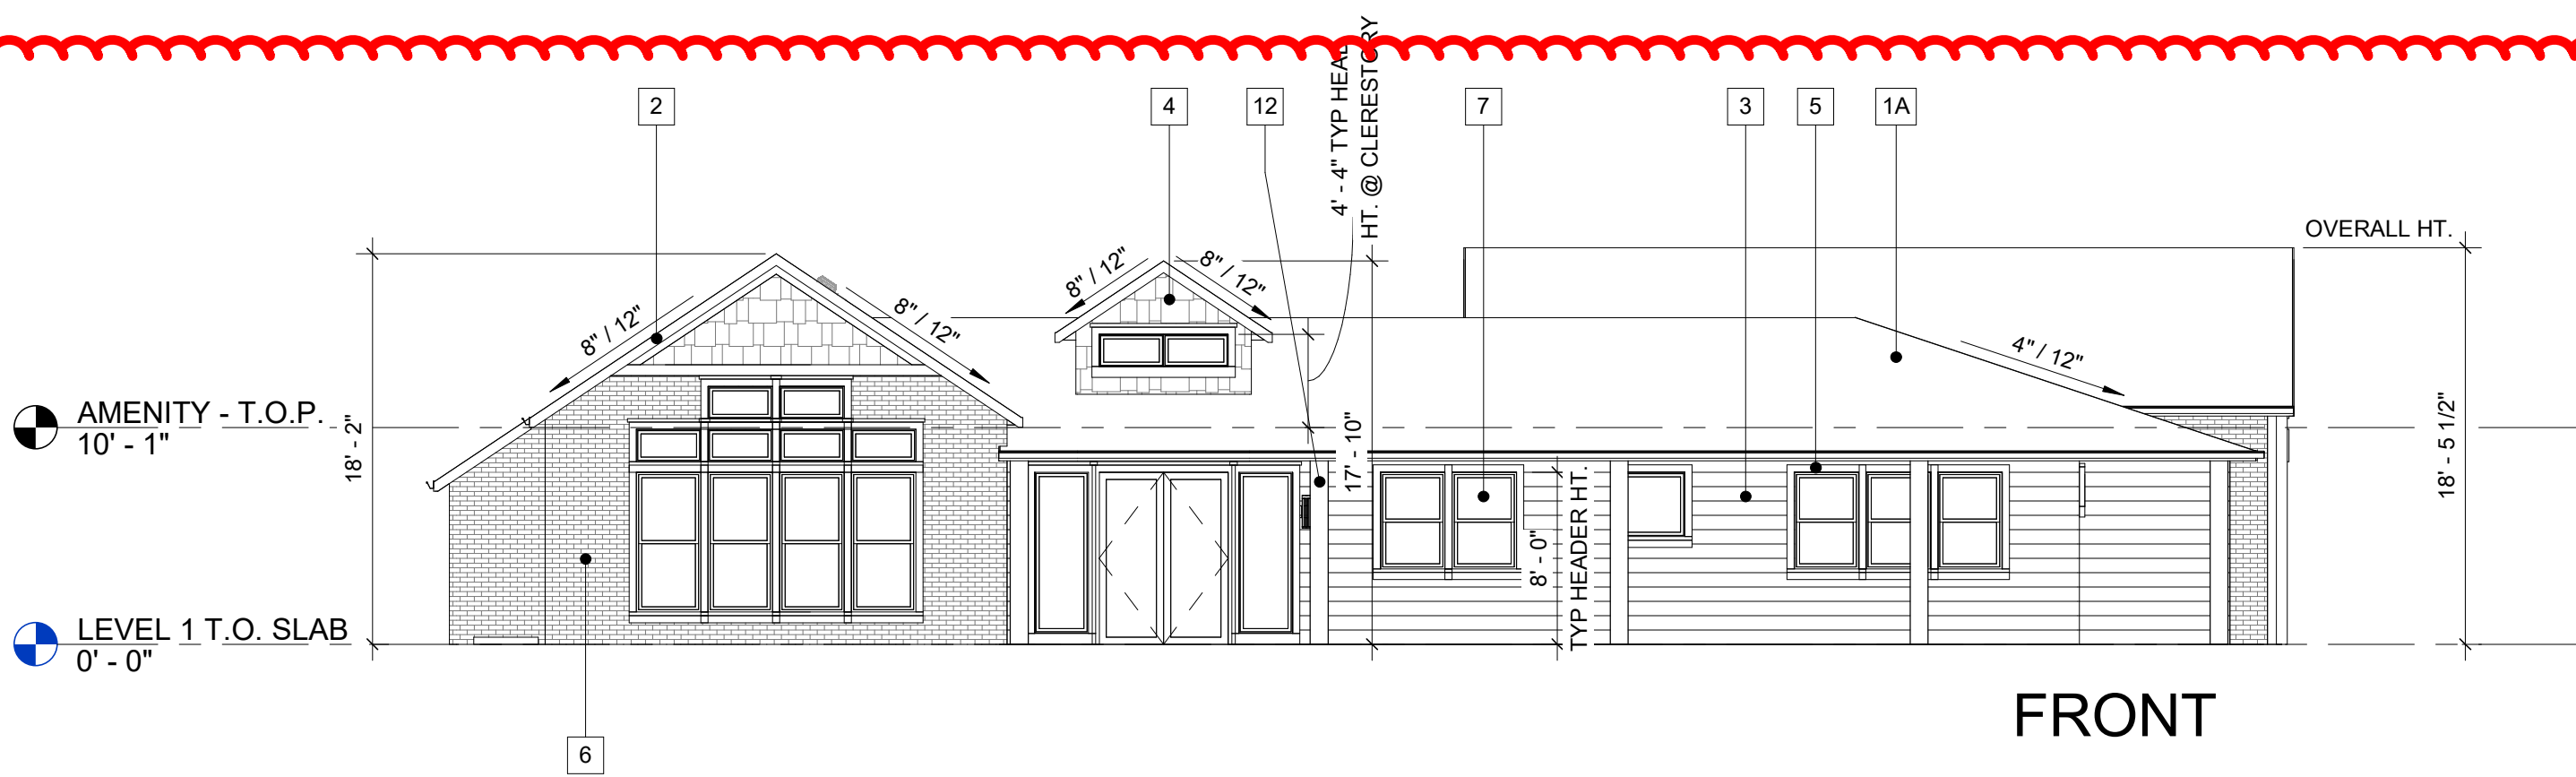 2
4
12
4' - 4" TYP HEAD
HT. @ CLERESTORY
7
3
5
1A
OVERALL HT.
8" / 12"
8" / 12"
8" / 12"
8" / 12"
4" / 12"
AMENITY - T.O.P.
10' - 1"
18' - 2"
17' - 10"
18' - 5 1/2"
8' - 0"
TYP HEADER HT.
LEVEL 1 T.O. SLAB
0' - 0"
FRONT
6